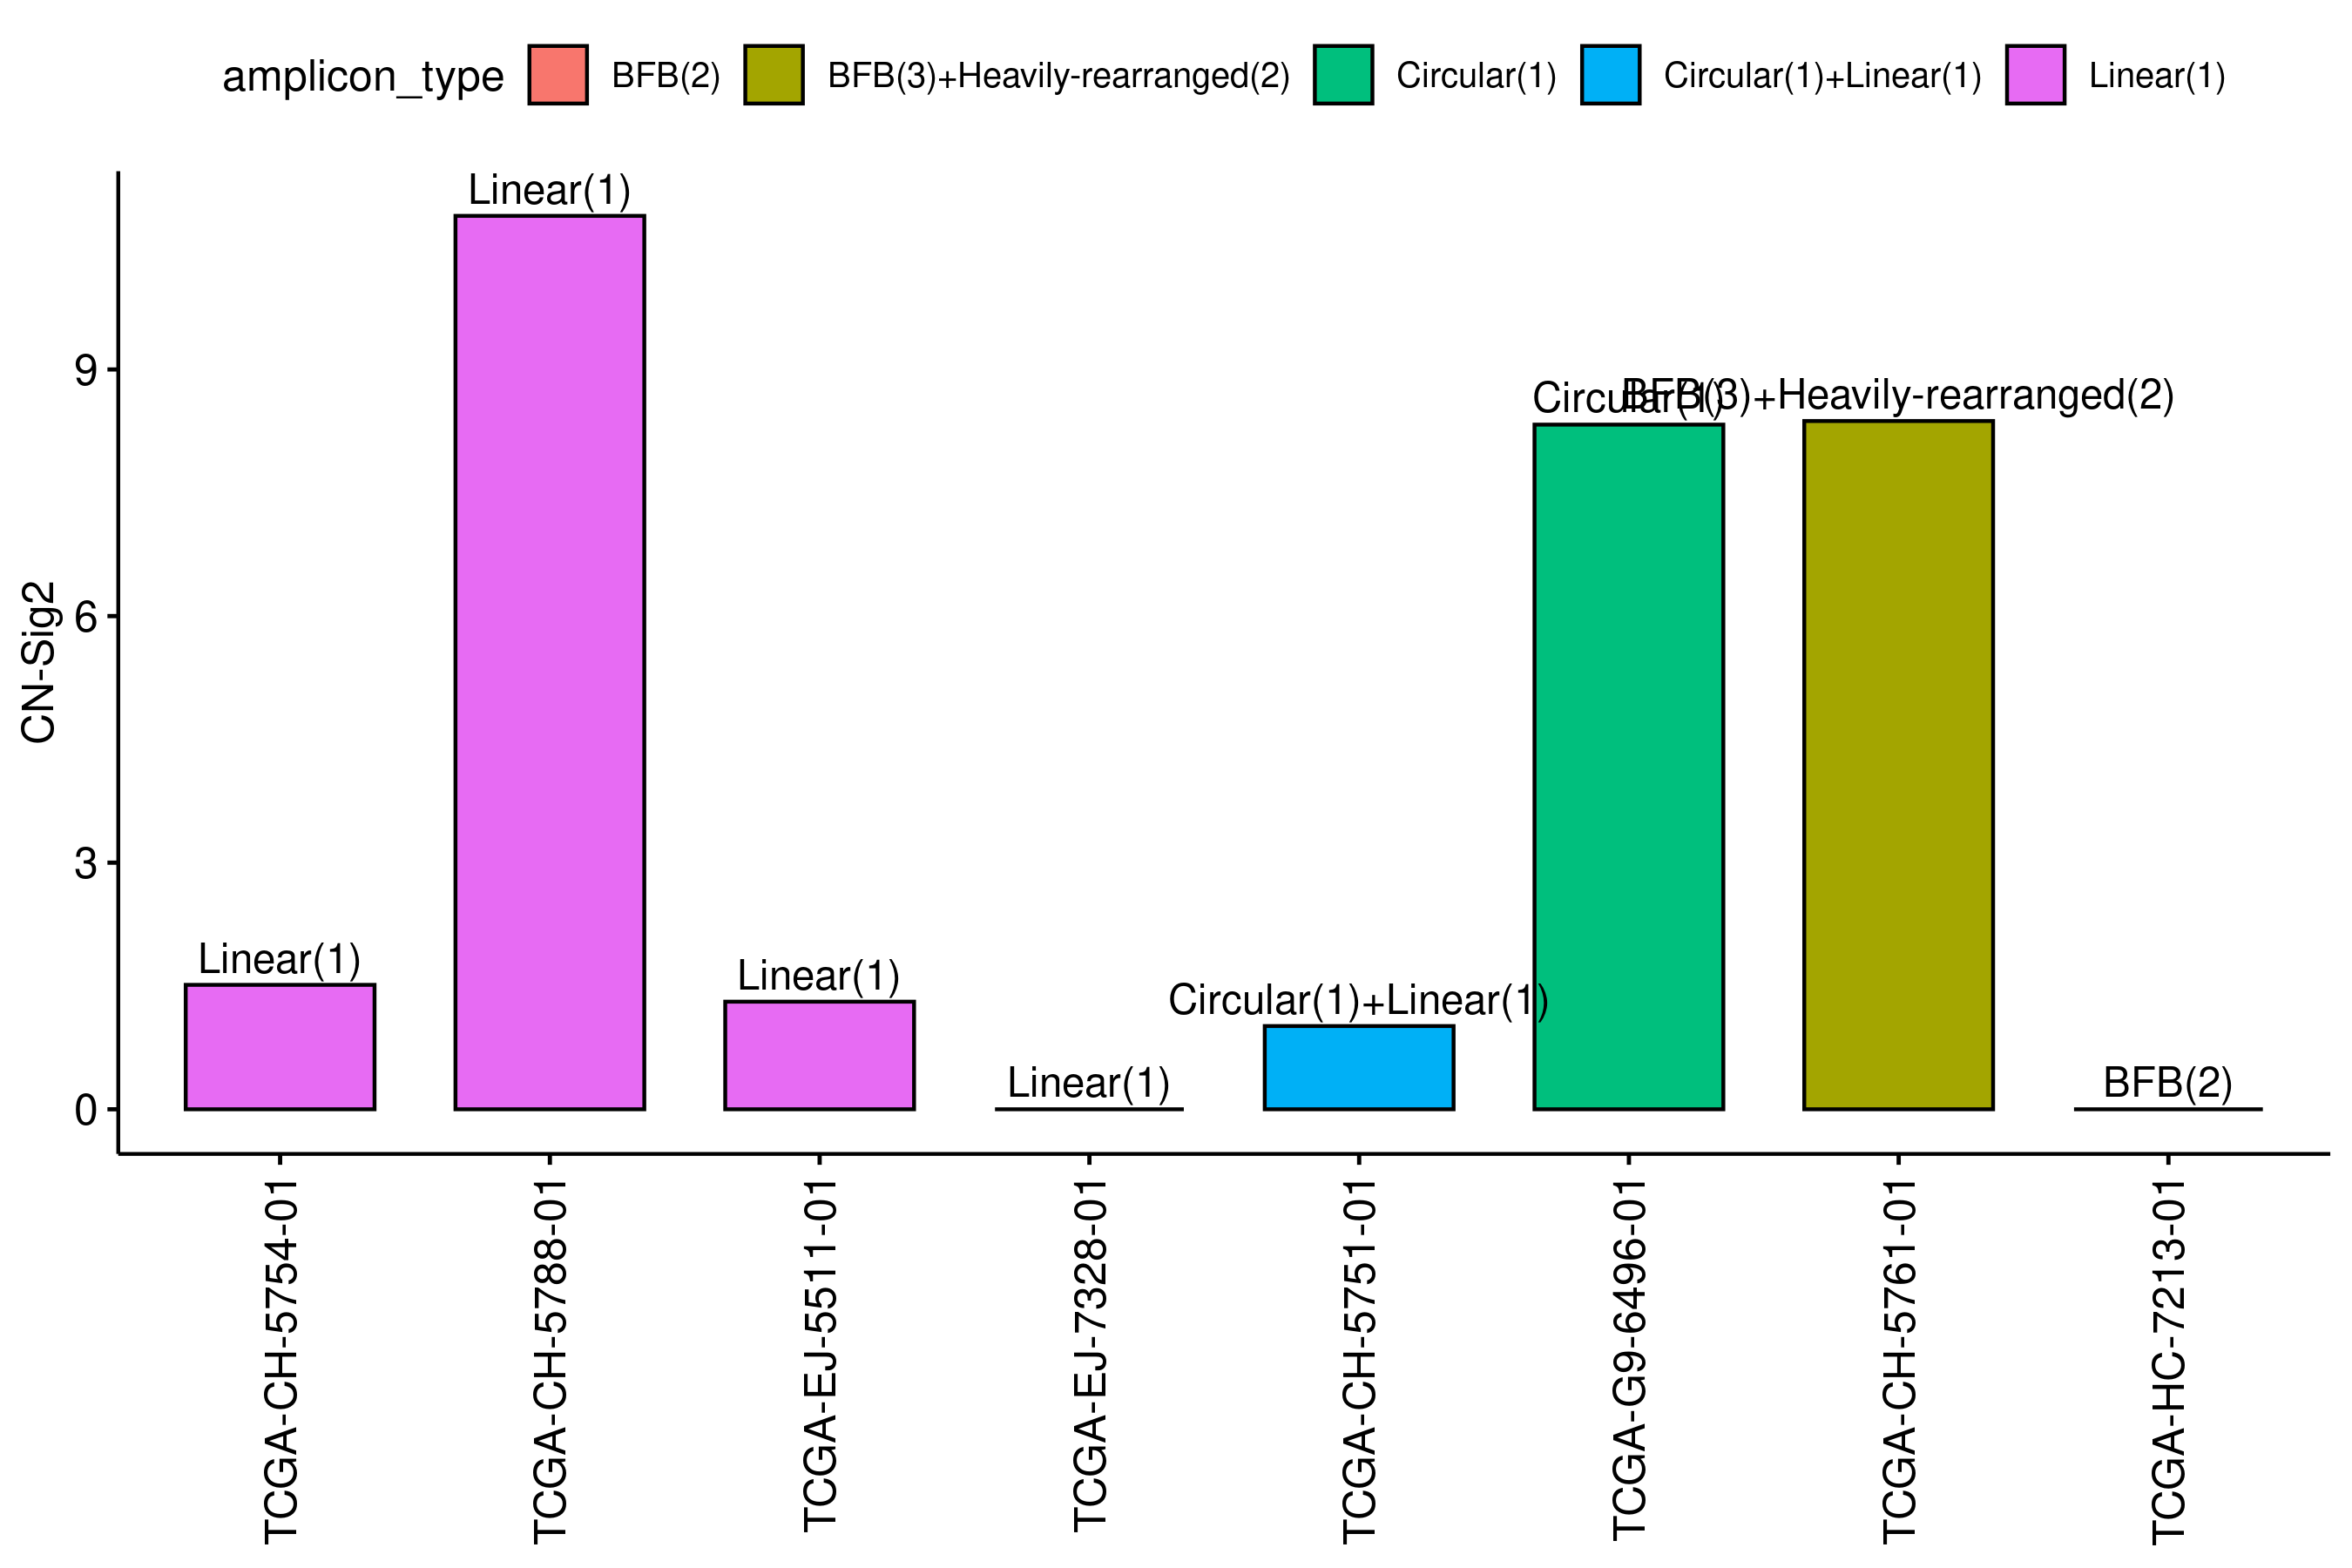 amplicon_type BFB(2) BFB(3)+Heavily-rearranged(2) Circular(1) Circular(1)+Linear(1) Linear(1)
CN-Sig2
9
6
3
0
Linear(1)
Linear(1)
Linear(1)
Linear(1)
Circular(1)+Linear(1)
Circular(1)
BFB(3)+Heavily-rearranged(2)
BFB(2)
TCGA-CH-5754-01
TCGA-CH-5788-01
TCGA-EJ-5511-01
TCGA-EJ-7328-01
TCGA-CH-5751-01
TCGA-G9-6496-01
TCGA-CH-5761-01
TCGA-HC-7213-01